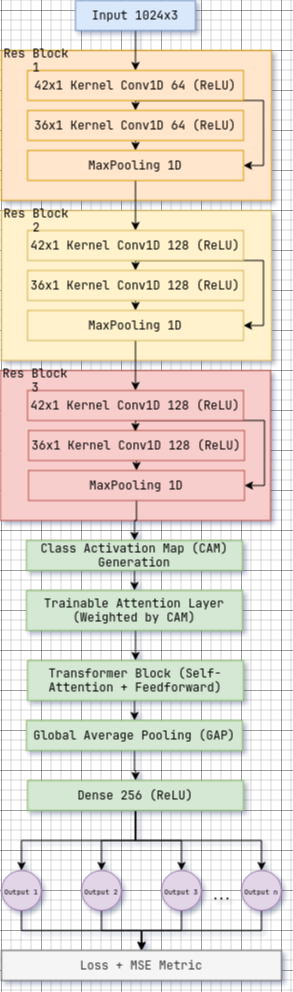 Input 1024x3
Res Block
1
42x1 Kernel Conv1D 64 (ReLU)
36x1 Kernel Conv1D 64 (ReLU)
MaxPooling 1D
Res Block
2
42x1 Kernel Conv1D 128 (ReLU)
36x1 Kernel Conv1D 128 (ReLU)
MaxPooling 1D
Res Block
3
42x1 Kernel Conv1D 128 (ReLU)
36x1 Kernel Conv1D 128 (ReLU)
MaxPooling 1D
Class Activation Map (CAM)
Generation
Trainable Attention Layer
(Weighted by CAM)
Transformer Block (Self-
Attention + Feedforward)
Global Average Pooling (GAP)
Dense 256 (ReLU)
Output 1 Output 2 Output 3 ... Output n
Loss + MSE Metric